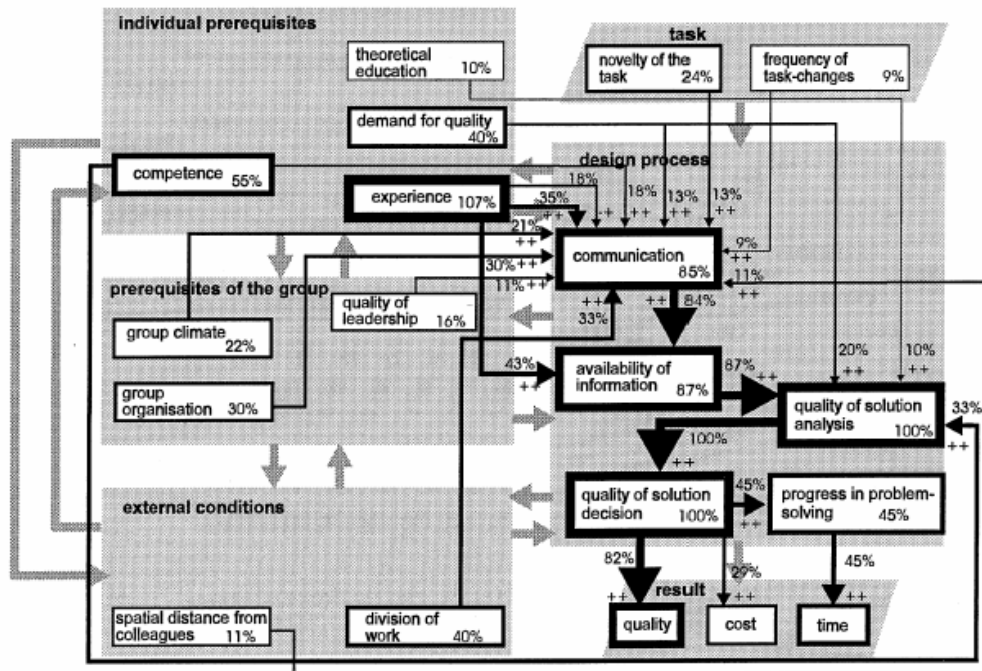 individual prerequisites
task
theoretical
education 10%
novelty of the
task 24%
frequency of
task-changes 9%
demand for quality
40%
design process
competence 55%
experience 107%
18%
35%
++
18%
++
13%
++
13%
++
21%
++
30%++
11%++
communication
85%
9%
++
11%
++
prerequisites of the group
quality of
leadership 16%
++
33%
++
84%
group climate
22%
43%
++
availability of
information
87%
87%
++
20%
++
10%
++
group
organisation 30%
quality of solution
analysis
100%
33%
++
100%
++
external conditions
quality of solution
decision 100%
45%
++
progress in problem-
solving 45%
82%
++
29%
++
45%
++
result
spatial distance from
colleagues 11%
division of
work 40%
quality
cost
time